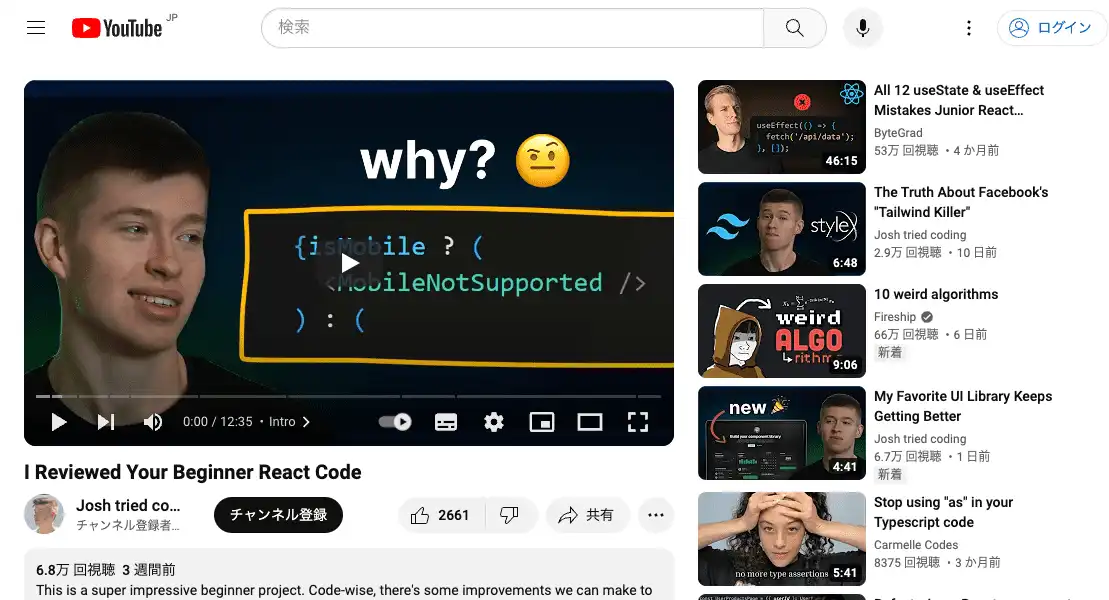 YouTube JP
検索
ログイン
why? 🤨
{isMobile ? (
<MobileNotSupported />
) : (
0:00 / 12:35 • Intro
I Reviewed Your Beginner React Code
Josh tried co...
チャンネル登録者...
チャンネル登録
2661
共有
6.8万 回視聴 3 週間前
This is a super impressive beginner project. Code-wise, there's some improvements we can make to
useEffect(() => {
fetch('/api/data');
}, []);
46:15
All 12 useState & useEffect
Mistakes Junior React...
ByteGrad
53万 回視聴 • 4 か月前
styleX
6:48
The Truth About Facebook's
"Tailwind Killer"
Josh tried coding
2.9万 回視聴 • 10 日前
weird
ALGO
rithms
9:06
10 weird algorithms
Fireship
66万 回視聴 • 6 日前
新着
new 🎉
4:41
My Favorite UI Library Keeps
Getting Better
Josh tried coding
6.7万 回視聴 • 1 日前
新着
no more type assertions
5:41
Stop using "as" in your
Typescript code
Carmelle Codes
8375 回視聴 • 3 か月前